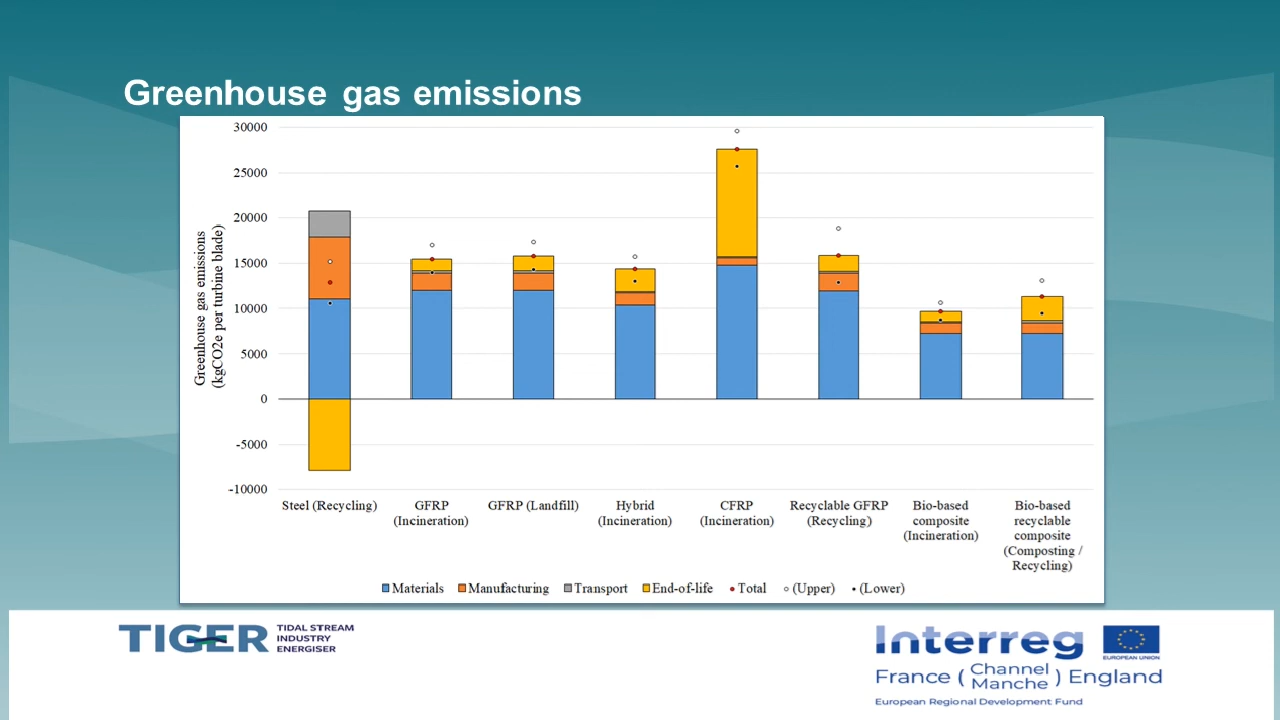 Greenhouse gas emissions
30000
25000
20000
15000
10000
5000
0
-5000
-10000
Greenhouse gas emissions
(kgCO2e per turbine blade)
Steel (Recycling)
GFRP
(Incineration)
GFRP (Landfill)
Hybrid
(Incineration)
CFRP
(Incineration)
Recyclable GFRP
(Recycling)
Bio-based
composite
(Incineration)
Bio-based
recyclable
composite
(Composting /
Recycling)
Materials Manufacturing Transport End-of-life Total (Upper) (Lower)
TIGER
TIDAL STREAM
INDUSTRY
ENERGISER
Interreg
EUROPEAN UNION
France ( Channel Manche ) England
European Regional Development Fund